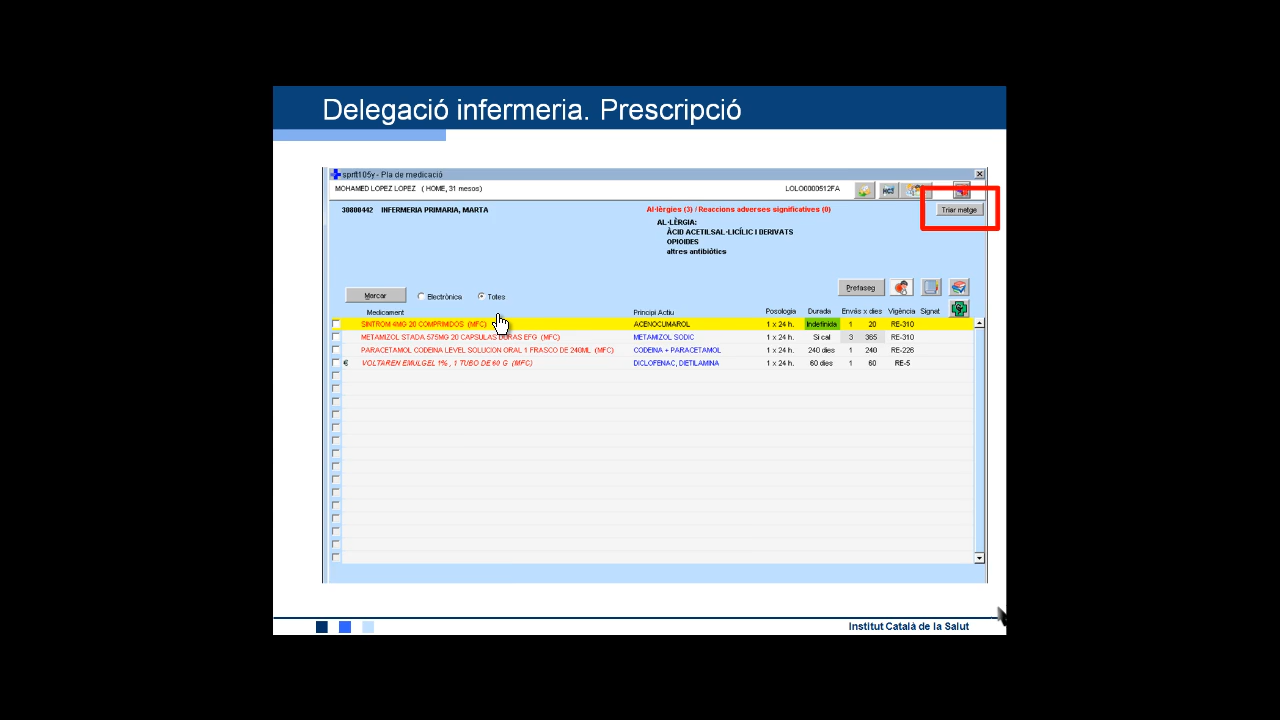 Delegació infermeria. Prescripció
sprft105y - Pla de medicació
MOHAMED LOPEZ LOPEZ ( HOME, 31 mesos) LOLO0000512FA
30800442 INFERMERIA PRIMARIA, MARTA Al·lèrgies (3) / Reaccions adverses significatives (0) Triar metge
AL·LÈRGIA:
ÀCID ACETILSAL·LICÍLIC I DERIVATS
OPIOIDES
altres antibiòtics
Prefaseg
Marcar Electrònica Totes
Medicament Principi Actiu Posologia Durada Envàs x dies Vigència Signat
SINTROM 4MG 20 COMPRIMIDOS (MFC) ACENOCUMAROL 1 x 24 h. Indefinida 1 20 RE-310
METAMIZOL STADA 575MG 20 CAPSULAS DURAS EFG (MFC) METAMIZOL SODIC 1 x 24 h. Si cal 3 365 RE-310
PARACETAMOL CODEINA LEVEL SOLUCION ORAL 1 FRASCO DE 240ML (MFC) CODEINA + PARACETAMOL 1 x 24 h. 240 dies 1 240 RE-226
€ VOLTAREN EMULGEL 1% , 1 TUBO DE 60 G (MFC) DICLOFENAC, DIETILAMINA 1 x 24 h. 60 dies 1 60 RE-5
Institut Català de la Salut